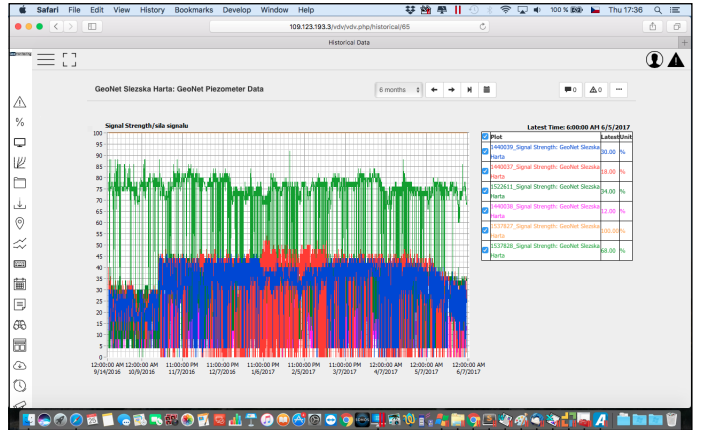 Safari File Edit View History Bookmarks Develop Window Help 100 % Thu 17:36
109.123.193.3/vdv/vdv.php/historical/65
Historical Data
GeoNet Slezska Harta: GeoNet Piezometer Data 6 months 0 0
Signal Strength/sila signalu
100
95
90
85
80
75
70
65
60
55
50
45
40
35
30
25
20
15
10
5
0
12:00:00 AM 12:00:00 PM 11:00:00 PM 11:00:00 PM 11:00:00 PM 11:00:00 PM 11:00:00 PM 12:00:00 AM 12:00:00 AM 12:00:00 AM
9/14/2016 10/9/2016 11/7/2016 12/7/2016 1/6/2017 2/5/2017 3/7/2017 4/7/2017 5/7/2017 6/7/2017
Latest Time: 6:00:00 AM 6/5/2017
Plot Latest Unit
1440039_Signal Strength: GeoNet Slezska
Harta 30.00 %
1440037_Signal Strength: GeoNet Slezska
Harta 18.00 %
1522611_Signal Strength: GeoNet Slezska
Harta 34.00 %
1440038_Signal Strength: GeoNet Slezska
Harta 12.00 %
1537827_Signal Strength: GeoNet Slezska
Harta 100.00 %
1537828_Signal Strength: GeoNet Slezska
Harta 68.00 %